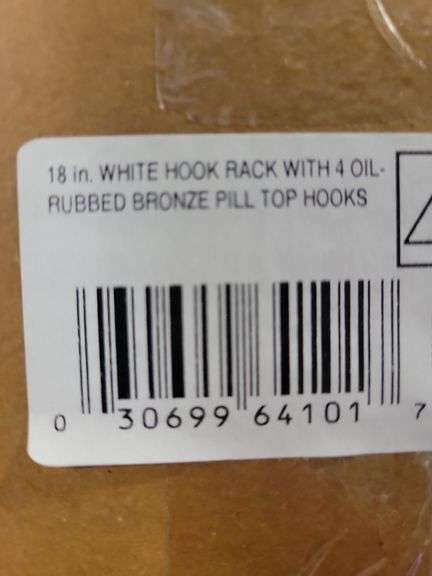 18 in. WHITE HOOK RACK WITH 4 OIL-
RUBBED BRONZE PILL TOP HOOKS
0 30699 64101 7